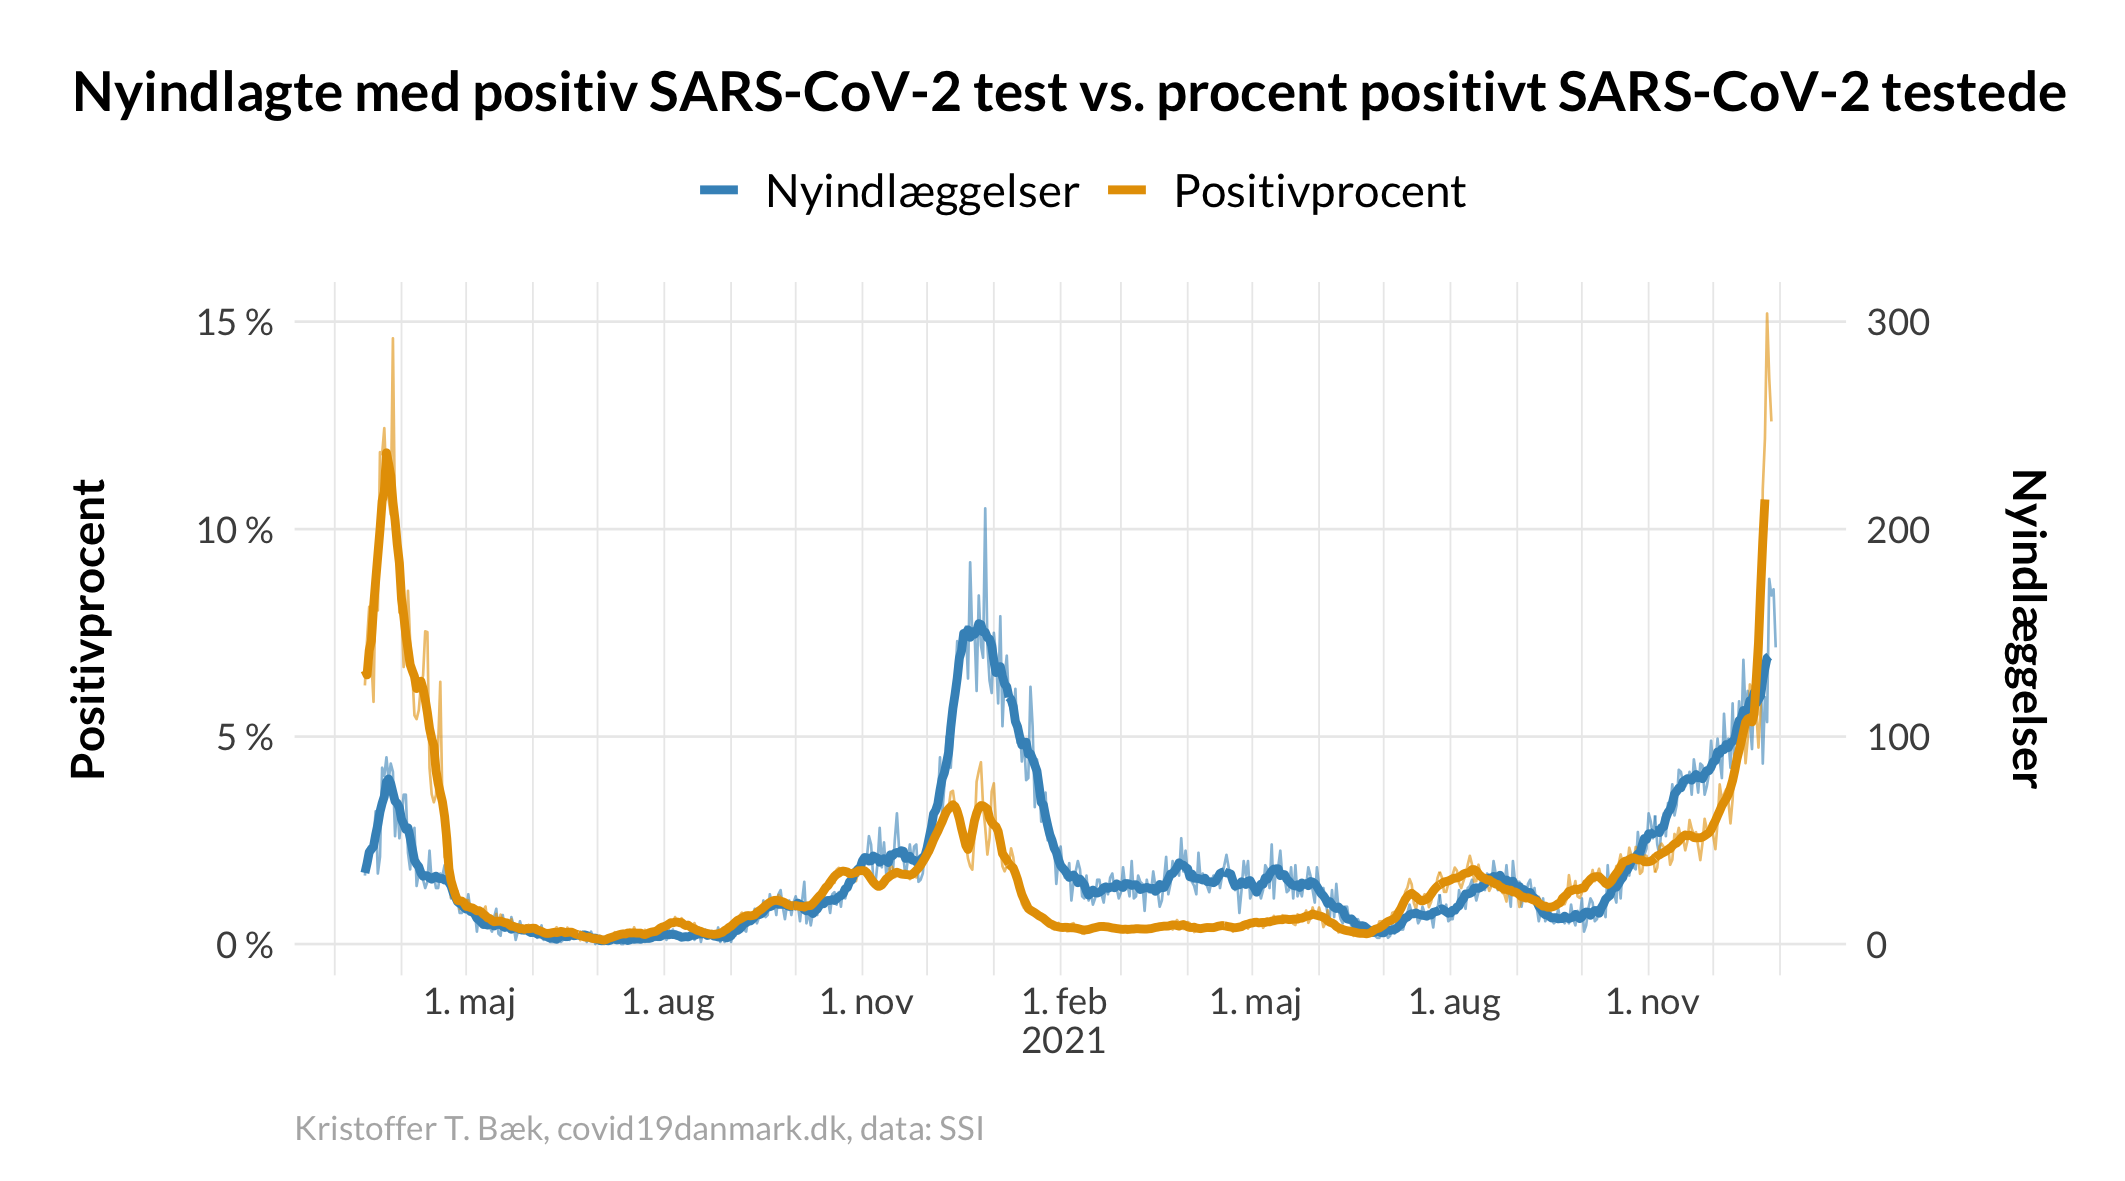 Nyindlagte med positiv SARS-CoV-2 test vs. procent positivt SARS-CoV-2 testede
Nyindlæggelser
Positivprocent
Positivprocent
15 %
10 %
5 %
0 %
300
200
100
0
Nyindlæggelser
1. maj
1. aug
1. nov
1. feb
2021
1. maj
1. aug
1. nov
Kristoffer T. Bæk, covid19danmark.dk, data: SSI